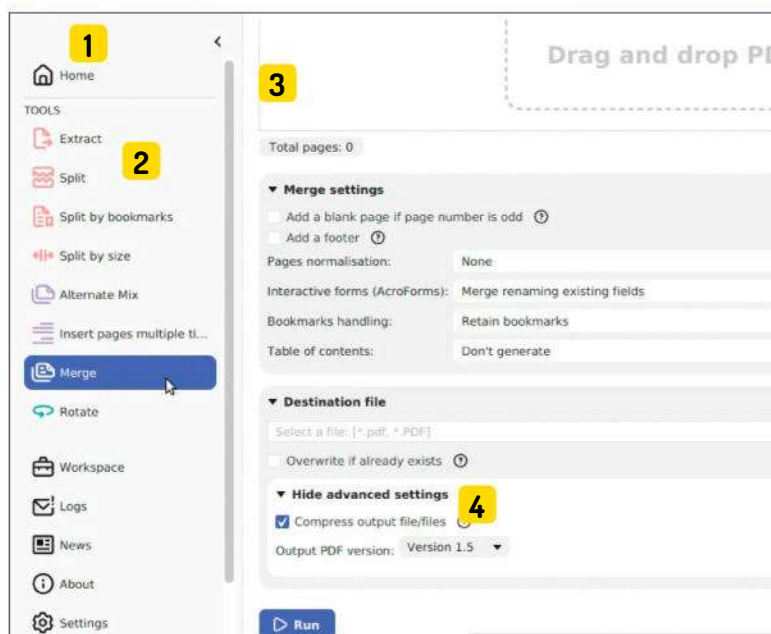 1
Home
TOOLS
Extract
2
Split
Split by bookmarks
Split by size
Alternate Mix
Insert pages multiple ti...
Merge
Rotate
Workspace
Logs
News
About
Settings
Drag and drop PD
3
Total pages: 0
Merge settings
Add a blank page if page number is odd
Add a footer
Pages normalisation: None
Interactive forms (AcroForms): Merge renaming existing fields
Bookmarks handling: Retain bookmarks
Table of contents: Don't generate
Destination file
Select a file: [*.pdf, *.PDF]
Overwrite if already exists
Hide advanced settings
4
Compress output file/files
Output PDF version: Version 1.5
Run